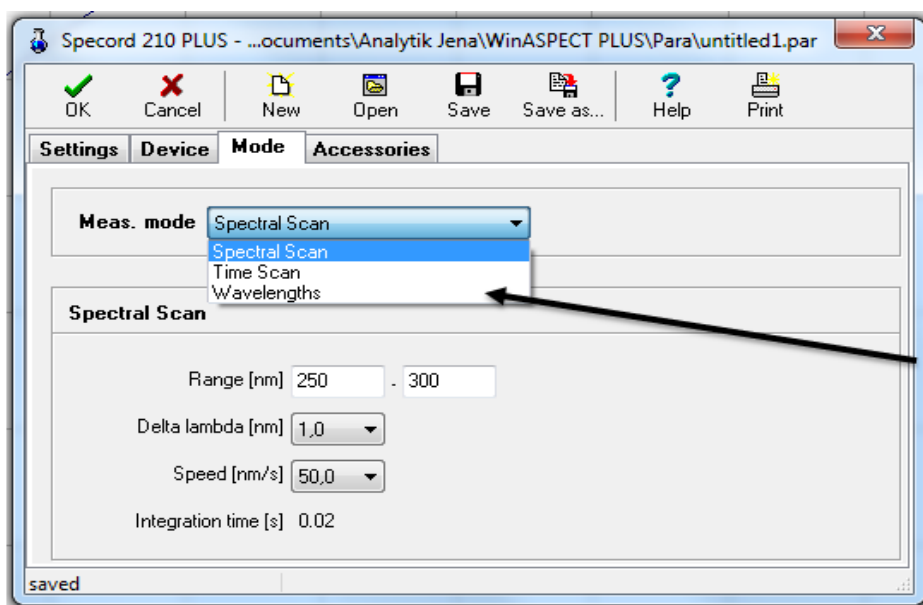 Specord 210 PLUS - ...ocuments\Analytik Jena\WinASPECT PLUS\Para\untitled1.par
OK Cancel New Open Save Save as... Help Print
Settings Device Mode Accessories
Meas. mode Spectral Scan
Spectral Scan
Time Scan
Wavelengths
Spectral Scan
Range [nm] 250 - 300
Delta lambda [nm] 1,0
Speed [nm/s] 50,0
Integration time [s] 0.02
saved